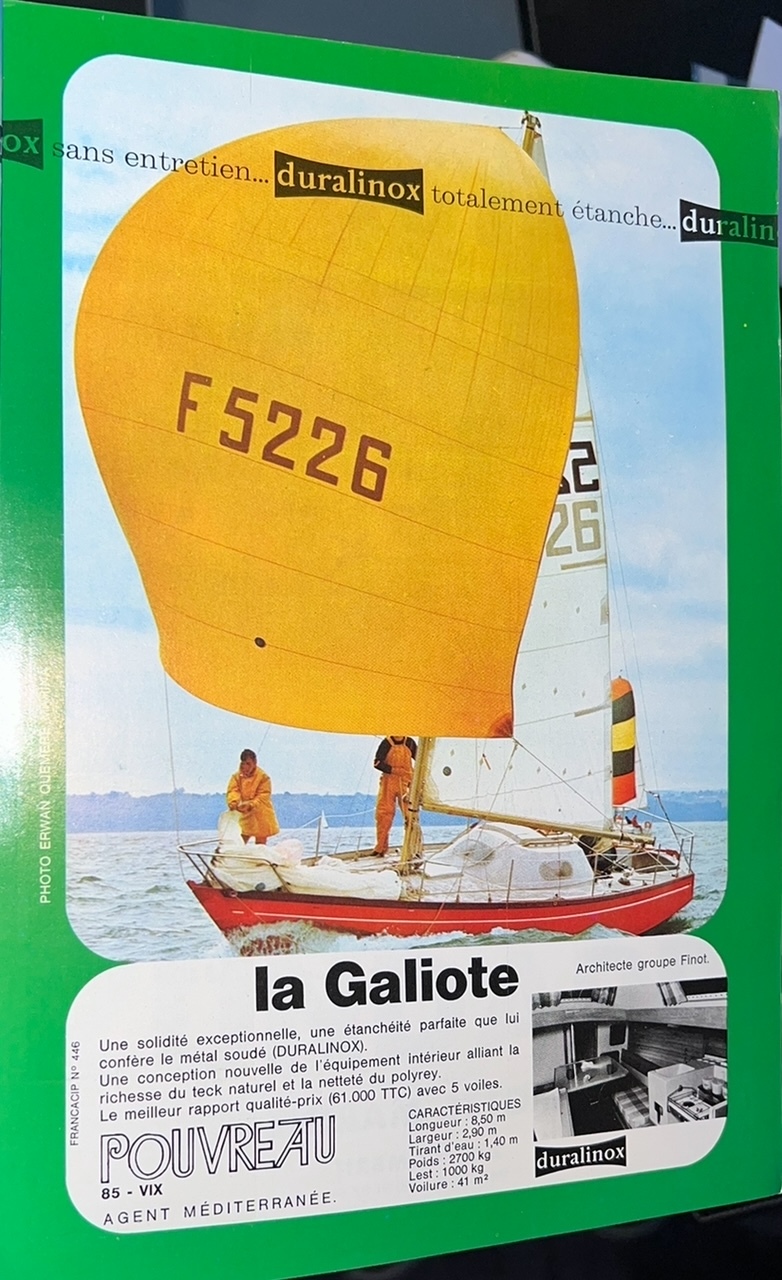 ox sans entretien... duralinox totalement étanche... duralin
F 5226
26
PHOTO ERWAN
la Galiote
Architecte groupe Finot.
Une solidité exceptionnelle, une étanchéité parfaite que lui
confère le métal soudé (DURALINOX).
Une conception nouvelle de l'équipement intérieur alliant la
richesse du teck naturel et la netteté du polyrey.
Le meilleur rapport qualité-prix (61.000 TTC) avec 5 voiles.
FRANCACIP Nº 446
POUVREAU
85 - VIX
AGENT MÉDITERRANÉE.
CARACTÉRISTIQUES
Longueur : 8,50 m
Largeur : 2,90 m
Tirant d'eau : 1,40 m
Poids : 2700 kg
Lest : 1000 kg
Voilure : 41 m²
duralinox